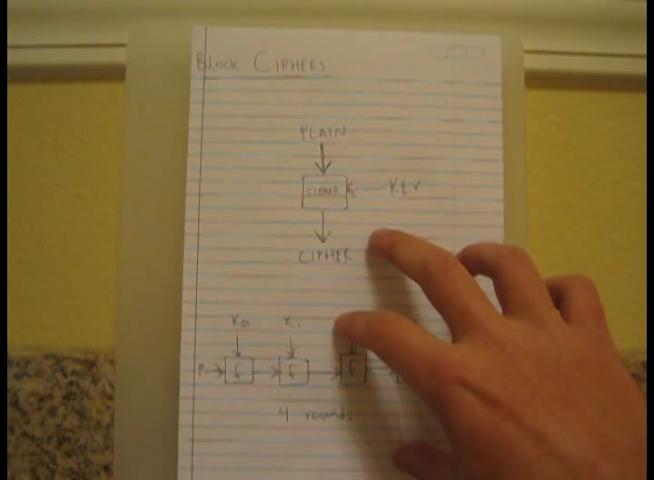 Block CIPHERS
PLAIN
CIPHER KEY
CIPHER
K0 K1
P C C C
4 rounds